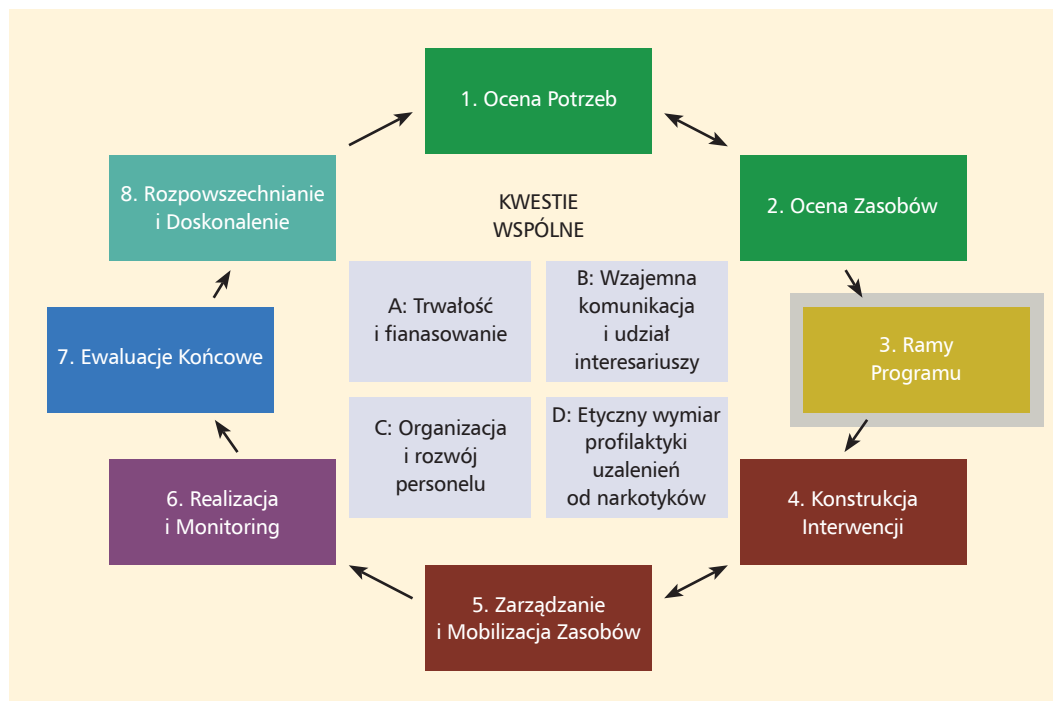 1. Ocena Potrzeb
2. Ocena Zasobów
3. Ramy
Programu
4. Konstrukcja
Interwencji
5. Zarządzanie
i Mobilizacja Zasobów
6. Realizacja
i Monitoring
7. Ewaluacje Końcowe
8. Rozpowszechnianie
i Doskonalenie
KWESTIE
WSPÓLNE
A: Trwałość
i fianasowanie
B: Wzajemna
komunikacja
i udział
interesariuszy
C: Organizacja
i rozwój
personelu
D: Etyczny wymiar
profilaktyki
uzalenień
od narkotyków